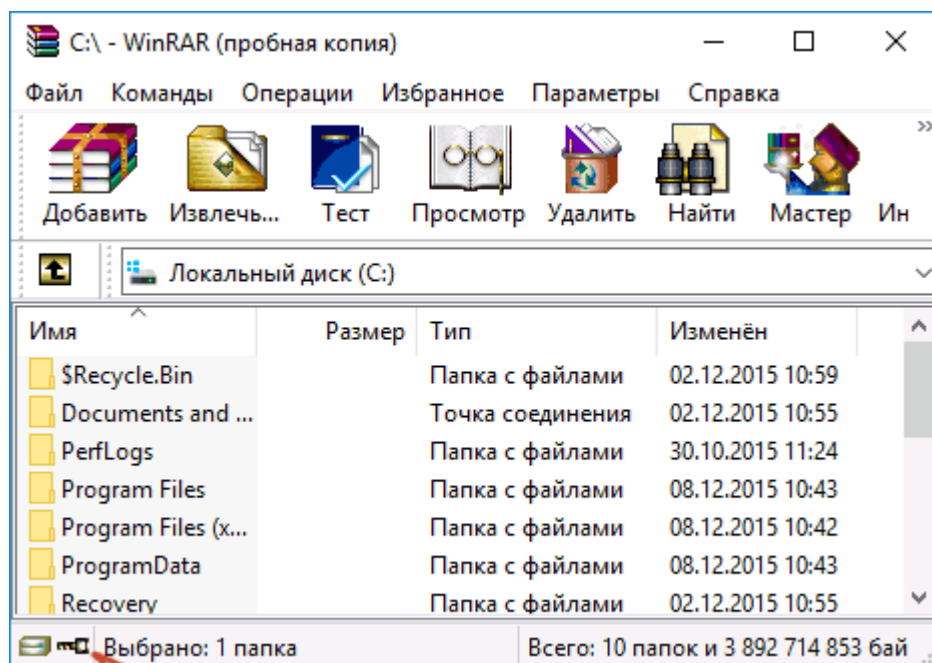 C:\ - WinRAR (пробная копия)
Файл Команды Операции Избранное Параметры Справка
Добавить Извлечь... Тест Просмотр Удалить Найти Мастер Ин
Локальный диск (C:)
Имя Размер Тип Изменён
$Recycle.Bin Папка с файлами 02.12.2015 10:59
Documents and ... Точка соединения 02.12.2015 10:55
PerfLogs Папка с файлами 30.10.2015 11:24
Program Files Папка с файлами 08.12.2015 10:43
Program Files (x... Папка с файлами 08.12.2015 10:42
ProgramData Папка с файлами 08.12.2015 10:43
Recovery Папка с файлами 02.12.2015 10:55
Выбрано: 1 папка Всего: 10 папок и 3 892 714 853 бай